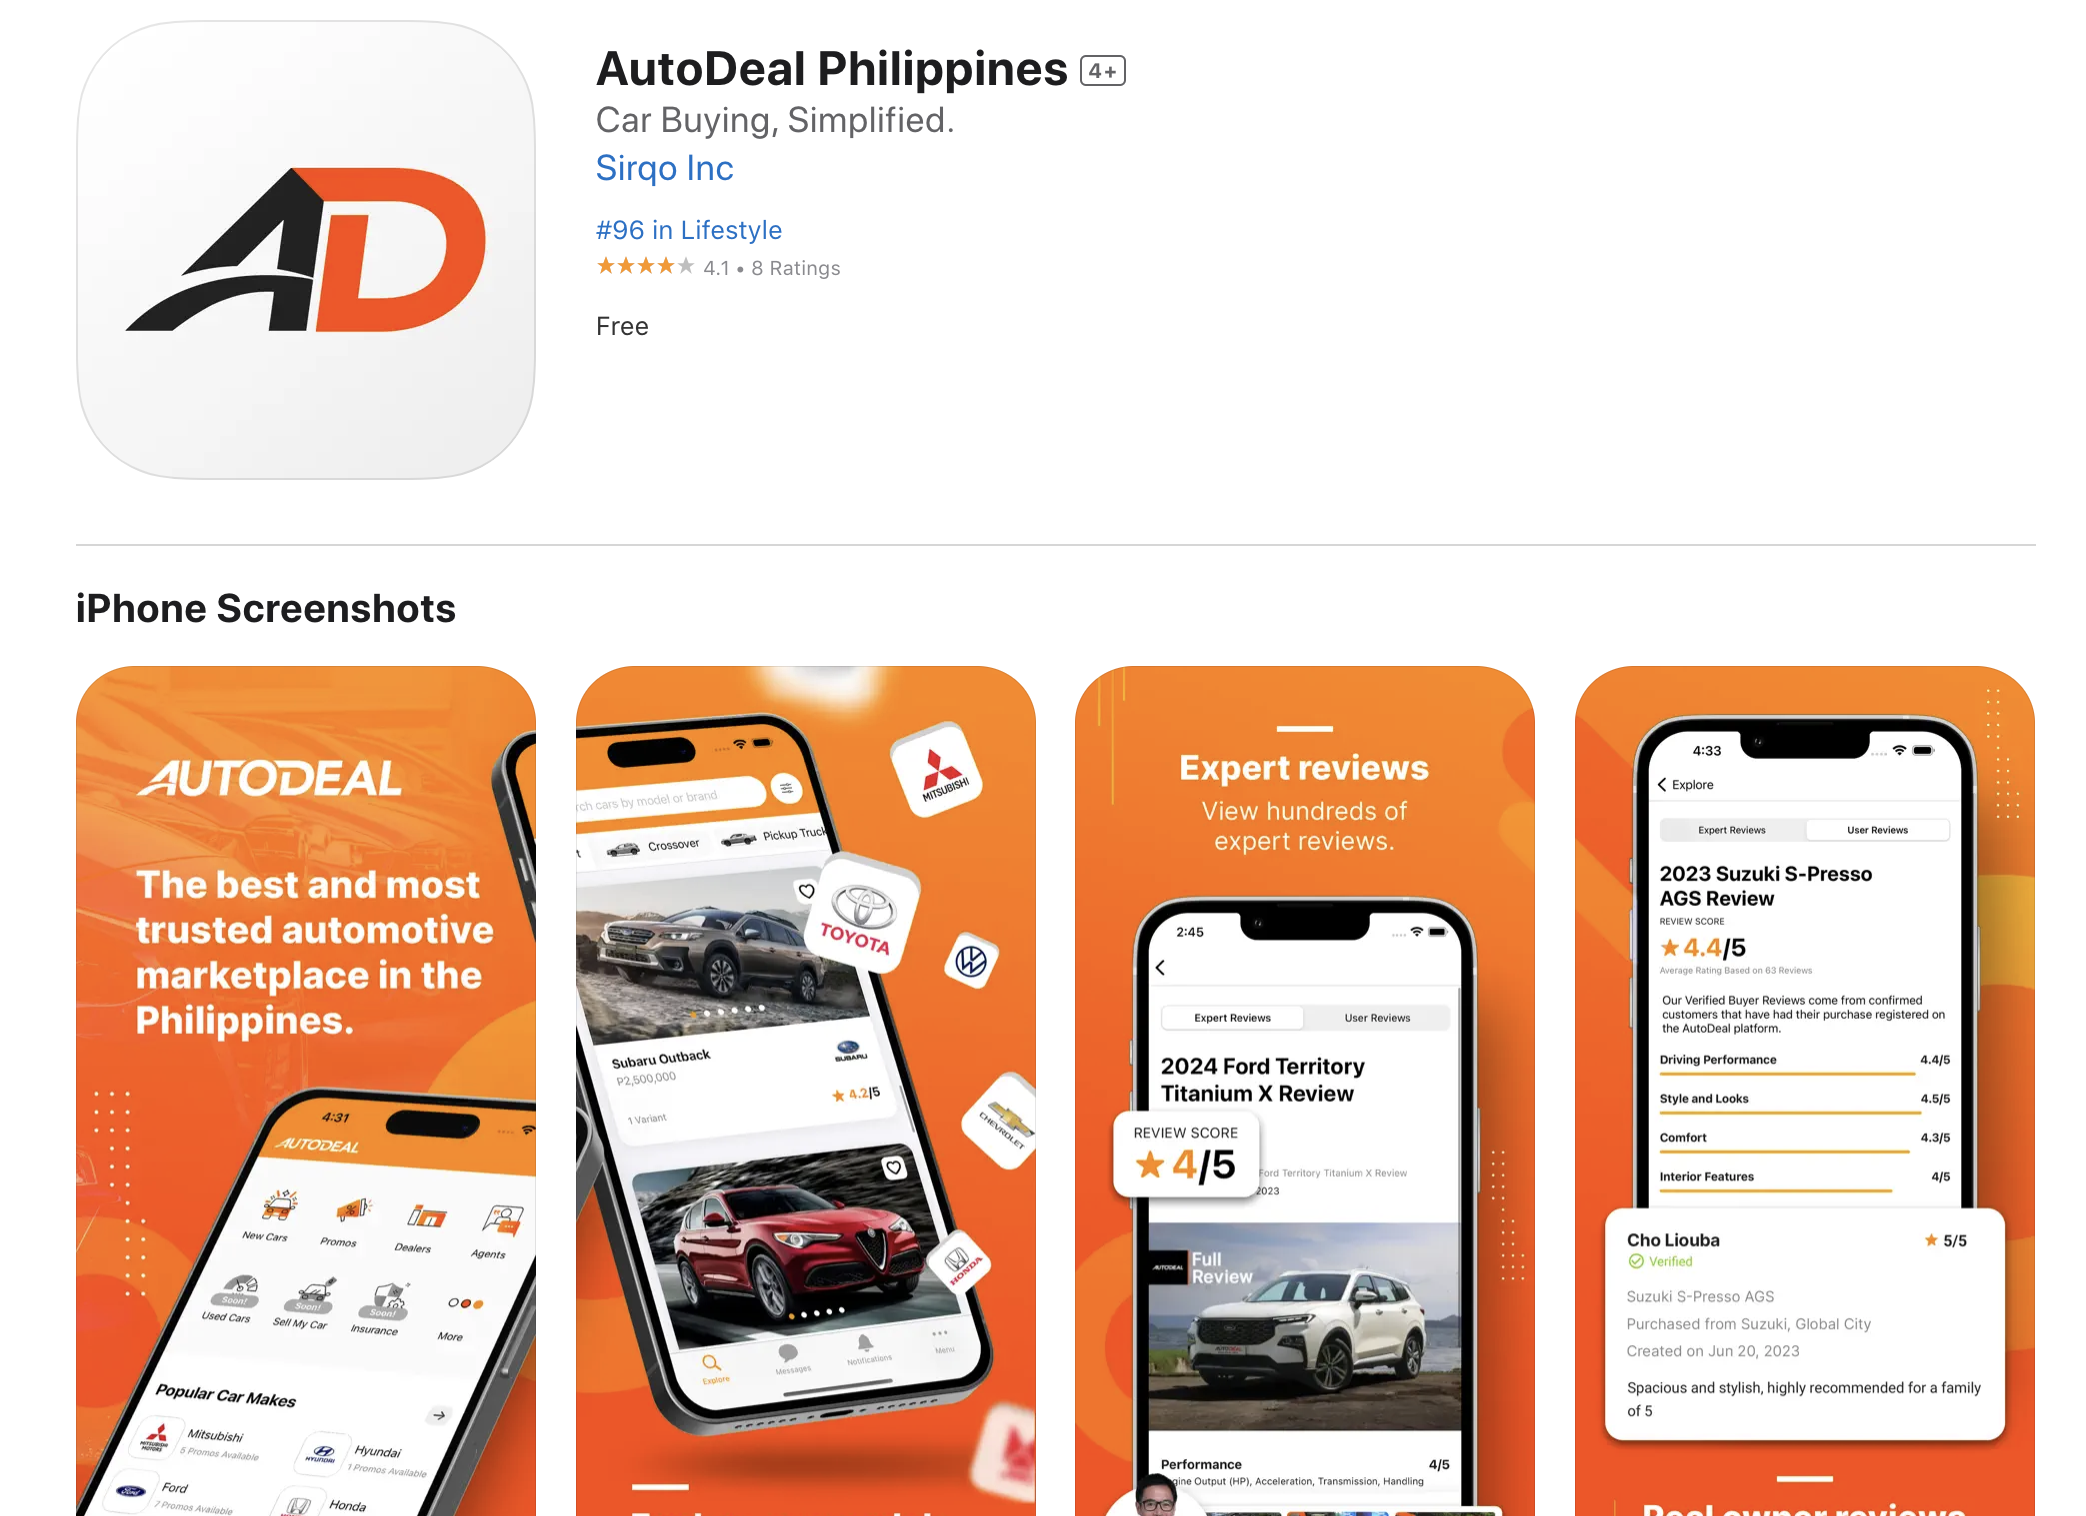 AutoDeal Philippines 4+
Car Buying, Simplified.
Sirqo Inc
#96 in Lifestyle
4.1 • 8 Ratings
Free
iPhone Screenshots
AUTODEAL
The best and most
trusted automotive
marketplace in the
Philippines.
4:31
AUTODEAL
New Cars
Promos
Dealers
Agents
Soon!
Soon!
Soon!
Used Cars
Sell My Car
Insurance
More
Popular Car Makes
Mitsubishi
5 Promos Available
Hyundai
1 Promos Available
Ford
7 Promos Available
Honda
cars by model or brand
Crossover
Pickup Truck
MITSUBISHI
TOYOTA
Subaru Outback
P2,500,000
SUBARU
4.2/5
1 Variant
CHEVROLET
HONDA
Explore
Messages
Notifications
Menu
Expert reviews
View hundreds of
expert reviews.
2:45
Expert Reviews
User Reviews
2024 Ford Territory
Titanium X Review
REVIEW SCORE
4/5
Ford Territory Titanium X Review
2023
AUTODEAL
Full
Review
Performance 4/5
Engine Output (HP), Acceleration, Transmission, Handling
4:33
Explore
Expert Reviews
User Reviews
2023 Suzuki S-Presso
AGS Review
REVIEW SCORE
4.4/5
Average Rating Based on 63 Reviews
Our Verified Buyer Reviews come from confirmed
customers that have had their purchase registered on
the AutoDeal platform.
Driving Performance 4.4/5
Style and Looks 4.5/5
Comfort 4.3/5
Interior Features 4/5
Cho Liouba 5/5
Verified
Suzuki S-Presso AGS
Purchased from Suzuki, Global City
Created on Jun 20, 2023
Spacious and stylish, highly recommended for a family
of 5
Real owner reviews